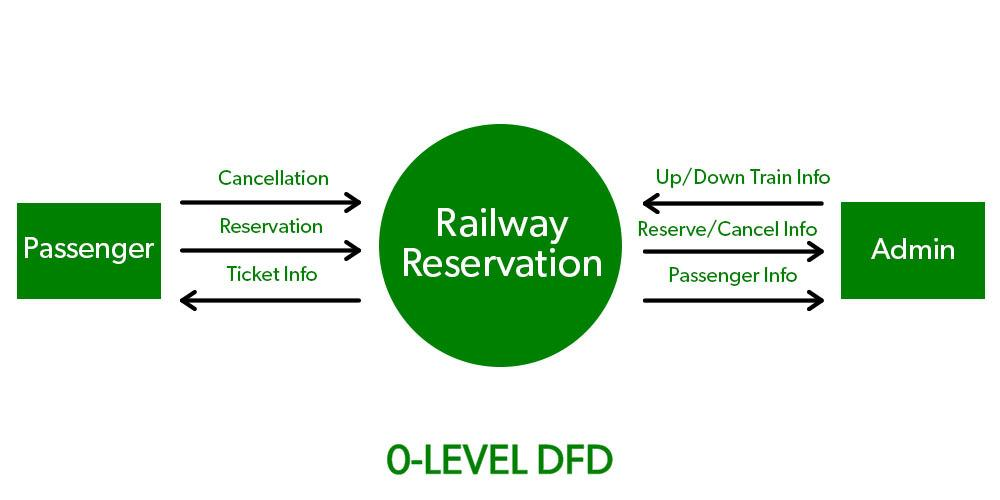 Cancellation
Up/Down Train Info
Reservation
Reserve/Cancel Info
Railway
Reservation
Passenger
Admin
Ticket Info
Passenger Info
0-LEVEL DFD